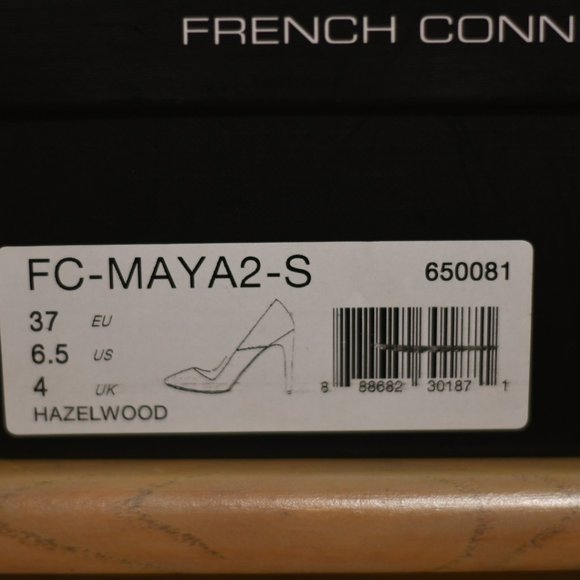 FRENCH CONN
FC-MAYA2-S 650081
37 EU
6.5 US
4 UK
HAZELWOOD
8 88682 30187 1